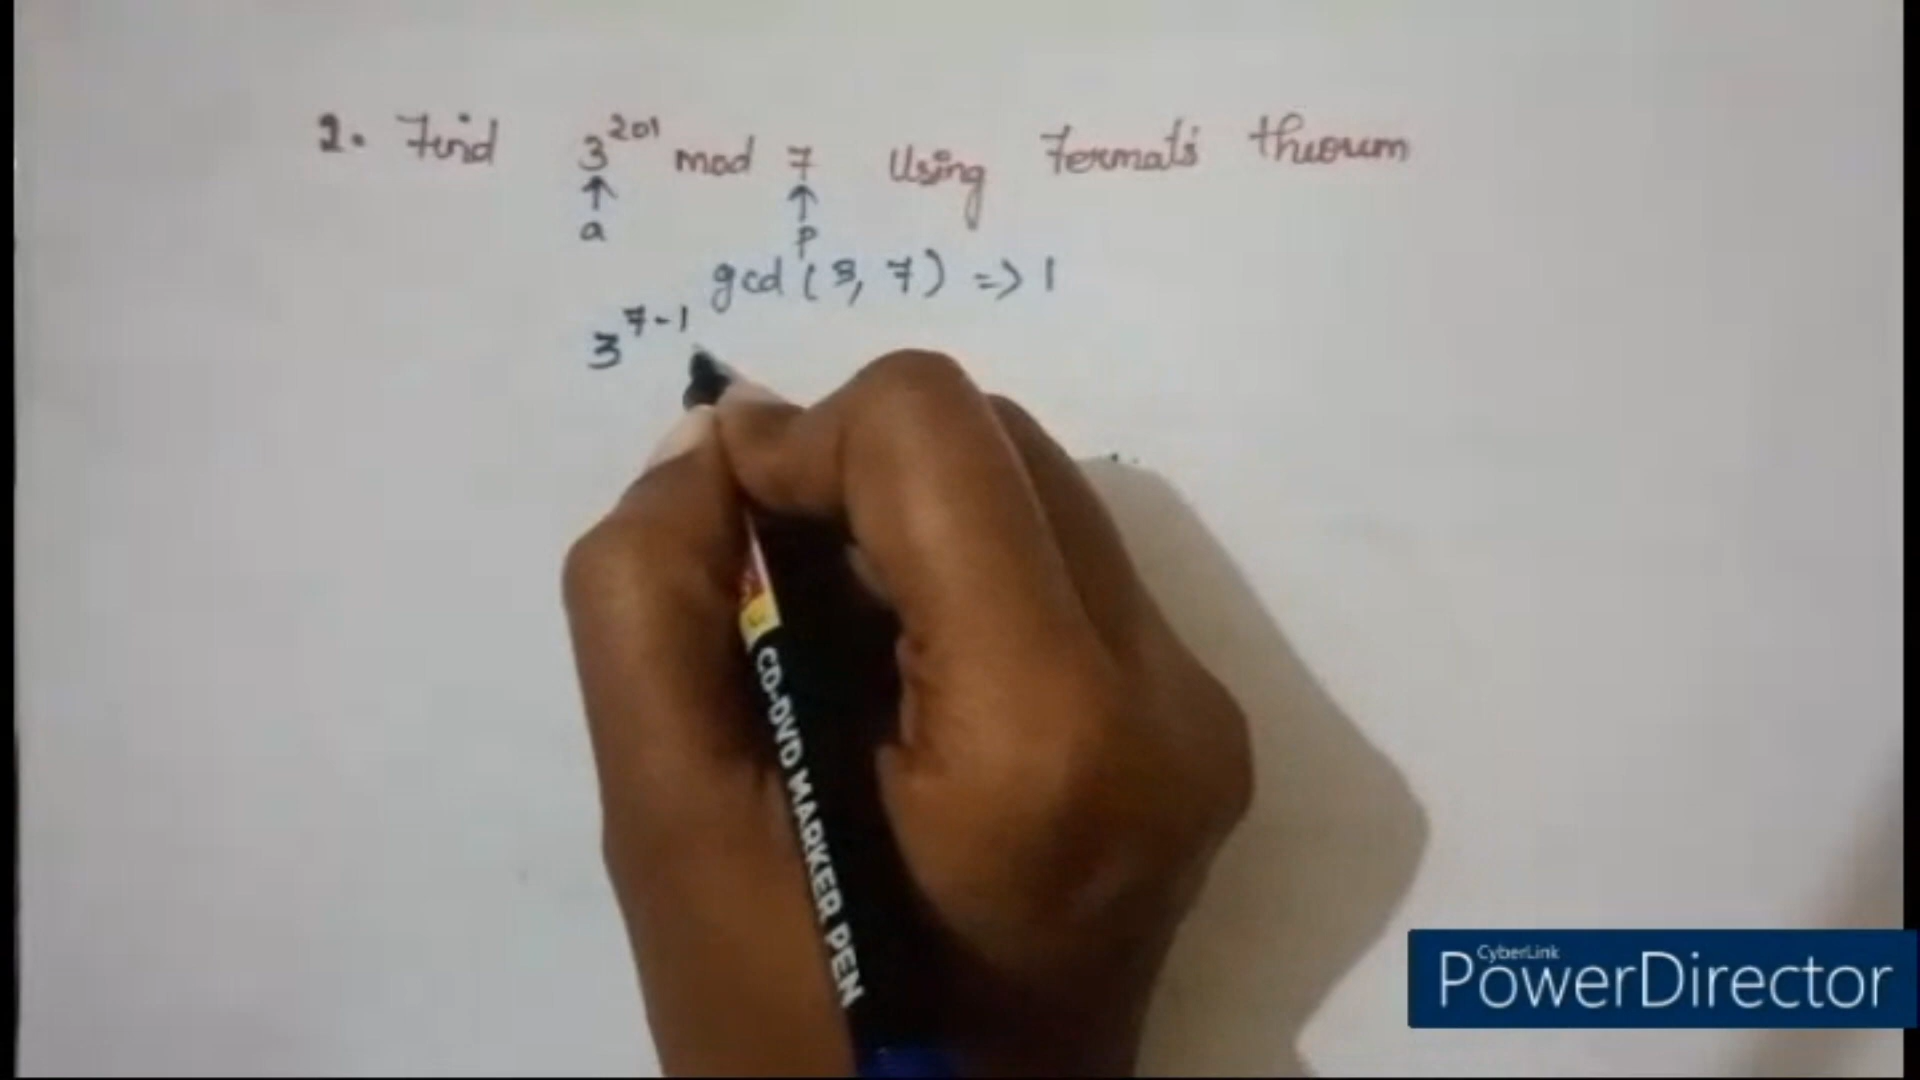 2. Find 3^201 mod 7 Using Fermat's theorum
↑ ↑
a p
gcd (3, 7) => 1
3^7-1
CD-DVD MARKER PEN
CyberLink
PowerDirector